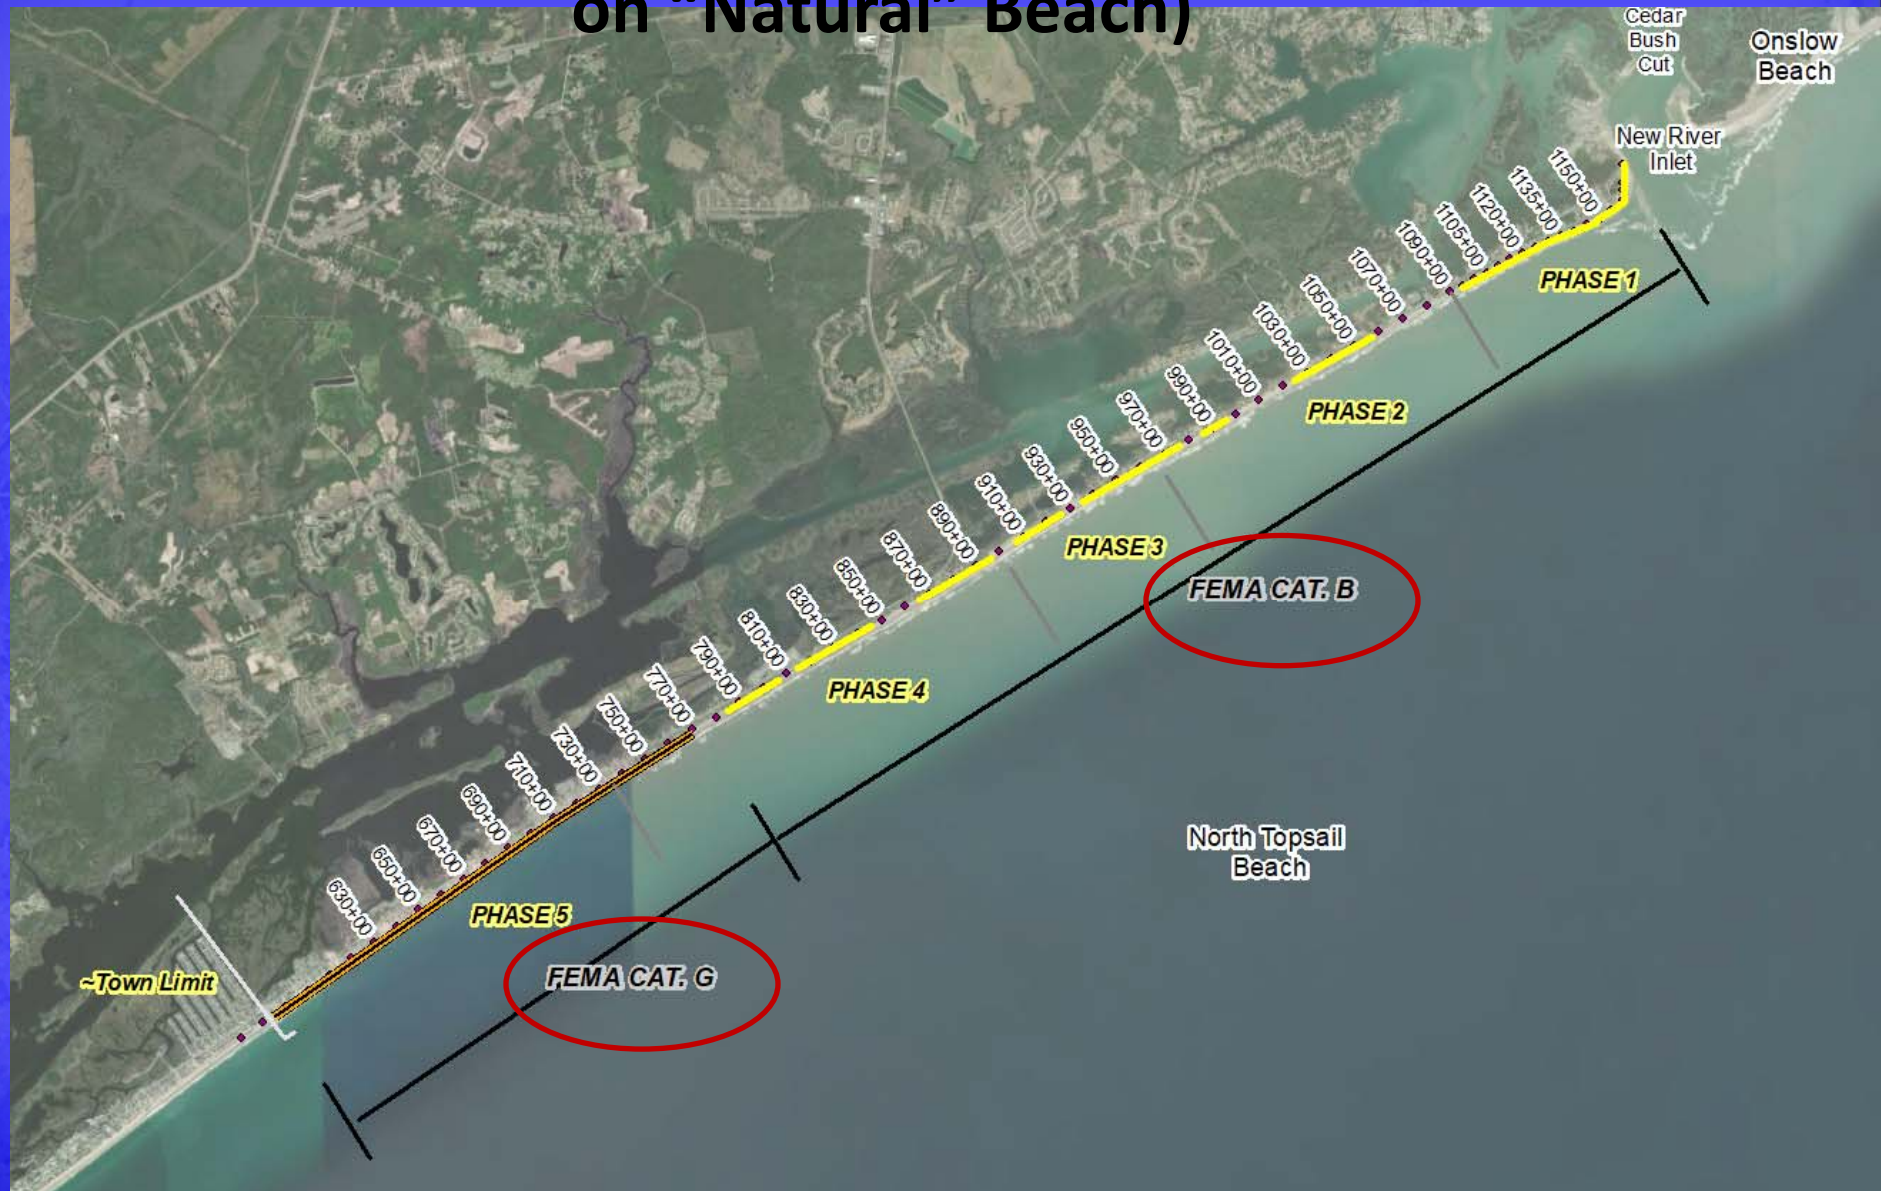 on "Natural" Beach)
Cedar
Bush
Cut
Onslow
Beach
New River
Inlet
1150+00
1135+00
1120+00
1105+00
1090+00
1070+00
1050+00
1030+00
1010+00
990+00
970+00
950+00
930+00
910+00
890+00
870+00
850+00
830+00
810+00
790+00
770+00
750+00
730+00
710+00
690+00
670+00
650+00
630+00
PHASE 1
PHASE 2
PHASE 3
FEMA CAT. B
PHASE 4
North Topsail
Beach
PHASE 5
FEMA CAT. G
~Town Limit